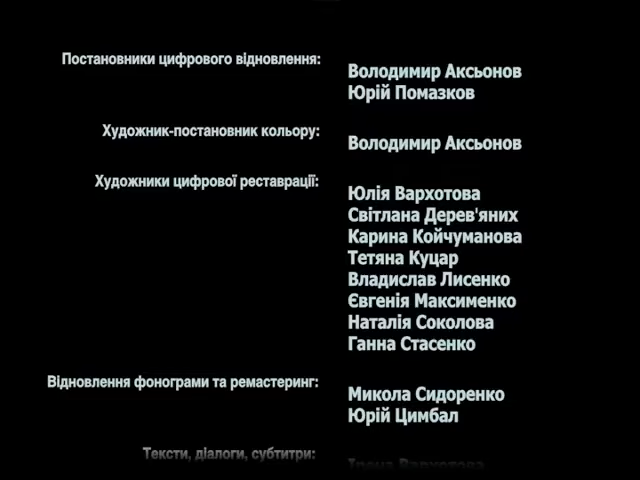 Постановники цифрового відновлення:
Володимир Аксьонов
Юрій Помазков
Художник-постановник кольору:
Володимир Аксьонов
Художники цифрової реставрації:
Юлія Вархотова
Світлана Дерев'яних
Карина Койчуманова
Тетяна Куцар
Владислав Лисенко
Євгенія Максименко
Наталія Соколова
Ганна Стасенко
Відновлення фонограми та ремастеринг:
Микола Сидоренко
Юрій Цимбал
Тексти, діалоги, субтитри:
Вархотова